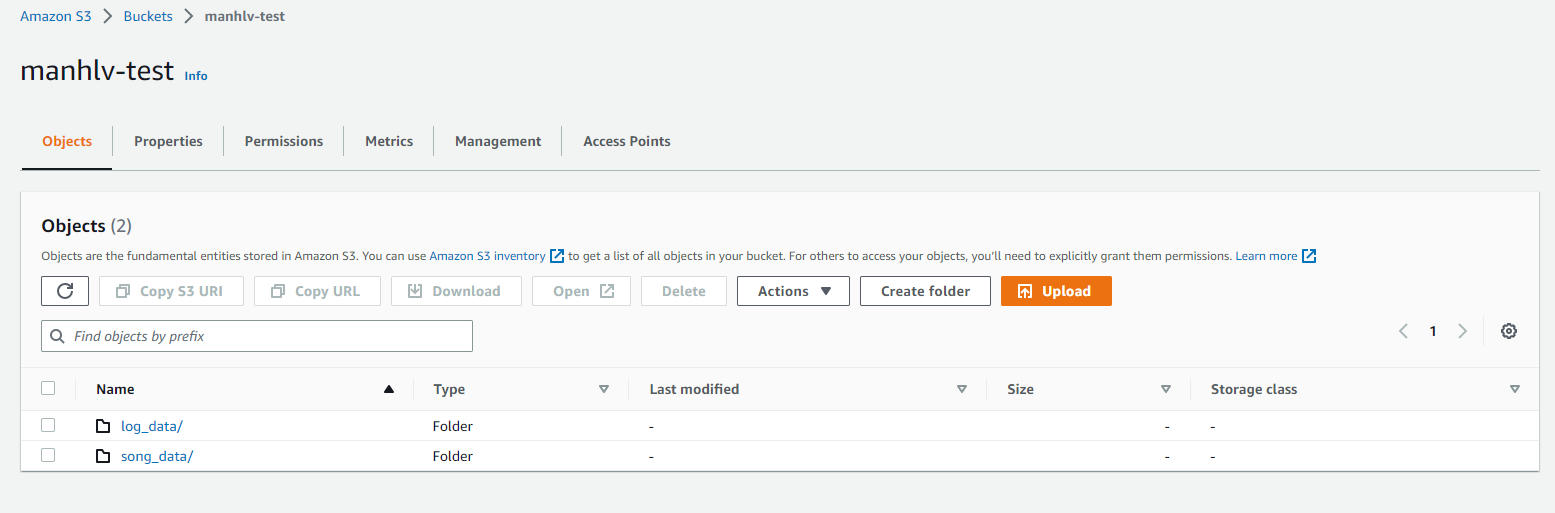 Amazon S3 > Buckets > manhlv-test
manhlv-test Info
Objects Properties Permissions Metrics Management Access Points
Objects (2)
Objects are the fundamental entities stored in Amazon S3. You can use Amazon S3 inventory to get a list of all objects in your bucket. For others to access your objects, you'll need to explicitly grant them permissions. Learn more
Copy S3 URI Copy URL Download Open Delete Actions Create folder Upload
Find objects by prefix < 1 >
Name Type Last modified Size Storage class
log_data/ Folder - - -
song_data/ Folder - - -